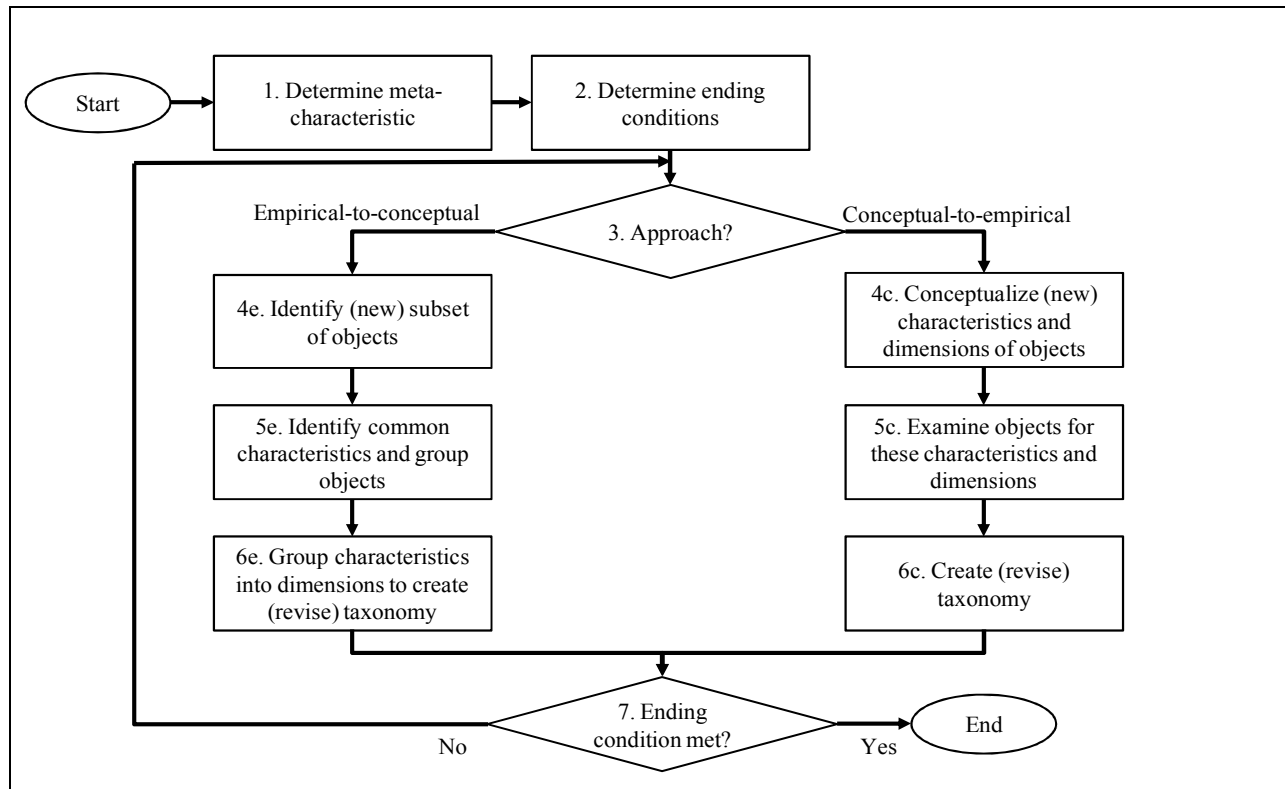 Start
1. Determine meta-
characteristic
2. Determine ending
conditions
Empirical-to-conceptual
3. Approach?
Conceptual-to-empirical
4e. Identify (new) subset
of objects
5e. Identify common
characteristics and group
objects
6e. Group characteristics
into dimensions to create
(revise) taxonomy
4c. Conceptualize (new)
characteristics and
dimensions of objects
5c. Examine objects for
these characteristics and
dimensions
6c. Create (revise)
taxonomy
7. Ending
condition met?
No
Yes
End